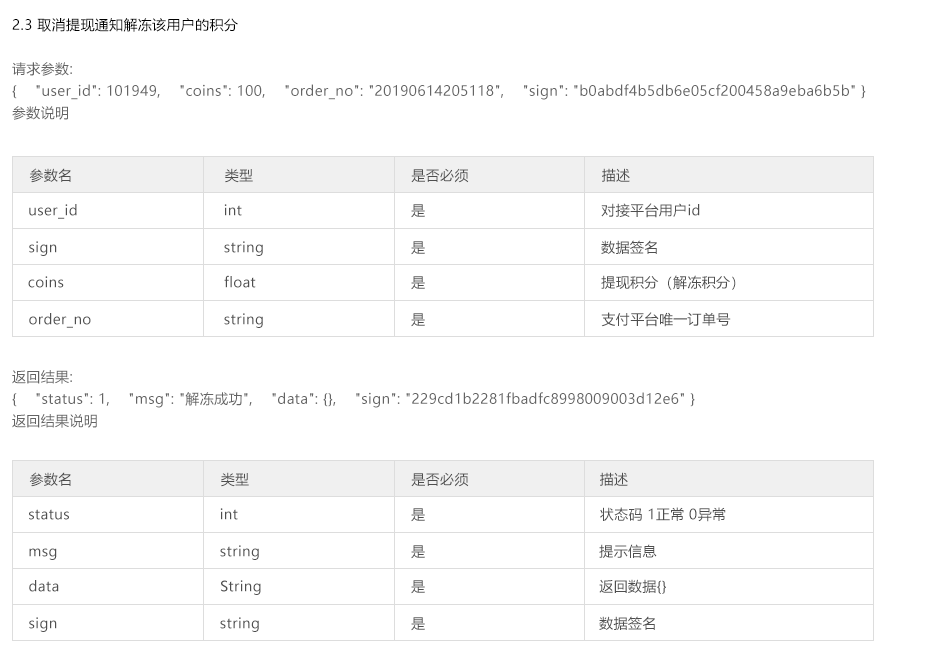 2.3 取消提现通知解冻该用户的积分
请求参数:
{ "user_id": 101949, "coins": 100, "order_no": "20190614205118", "sign": "b0abdf4b5db6e05cf200458a9eba6b5b" }
参数说明
参数名 类型 是否必须 描述
user_id int 是 对接平台用户id
sign string 是 数据签名
coins float 是 提现积分（解冻积分）
order_no string 是 支付平台唯一订单号
返回结果:
{ "status": 1, "msg": "解冻成功", "data": {}, "sign": "229cd1b2281fbadfc8998009003d12e6" }
返回结果说明
参数名 类型 是否必须 描述
status int 是 状态码 1正常 0异常
msg string 是 提示信息
data String 是 返回数据{}
sign string 是 数据签名